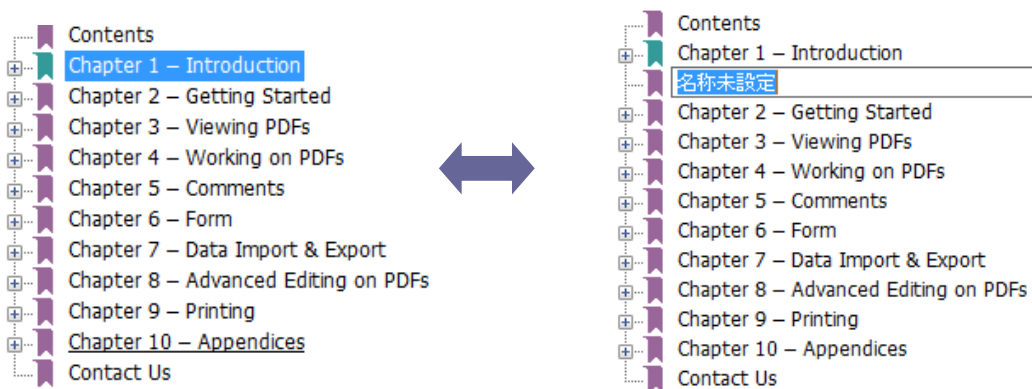 Contents
Chapter 1 – Introduction
Chapter 2 – Getting Started
Chapter 3 – Viewing PDFs
Chapter 4 – Working on PDFs
Chapter 5 – Comments
Chapter 6 – Form
Chapter 7 – Data Import & Export
Chapter 8 – Advanced Editing on PDFs
Chapter 9 – Printing
Chapter 10 – Appendices
Contact Us
Contents
Chapter 1 – Introduction
名称未設定
Chapter 2 – Getting Started
Chapter 3 – Viewing PDFs
Chapter 4 – Working on PDFs
Chapter 5 – Comments
Chapter 6 – Form
Chapter 7 – Data Import & Export
Chapter 8 – Advanced Editing on PDFs
Chapter 9 – Printing
Chapter 10 – Appendices
Contact Us